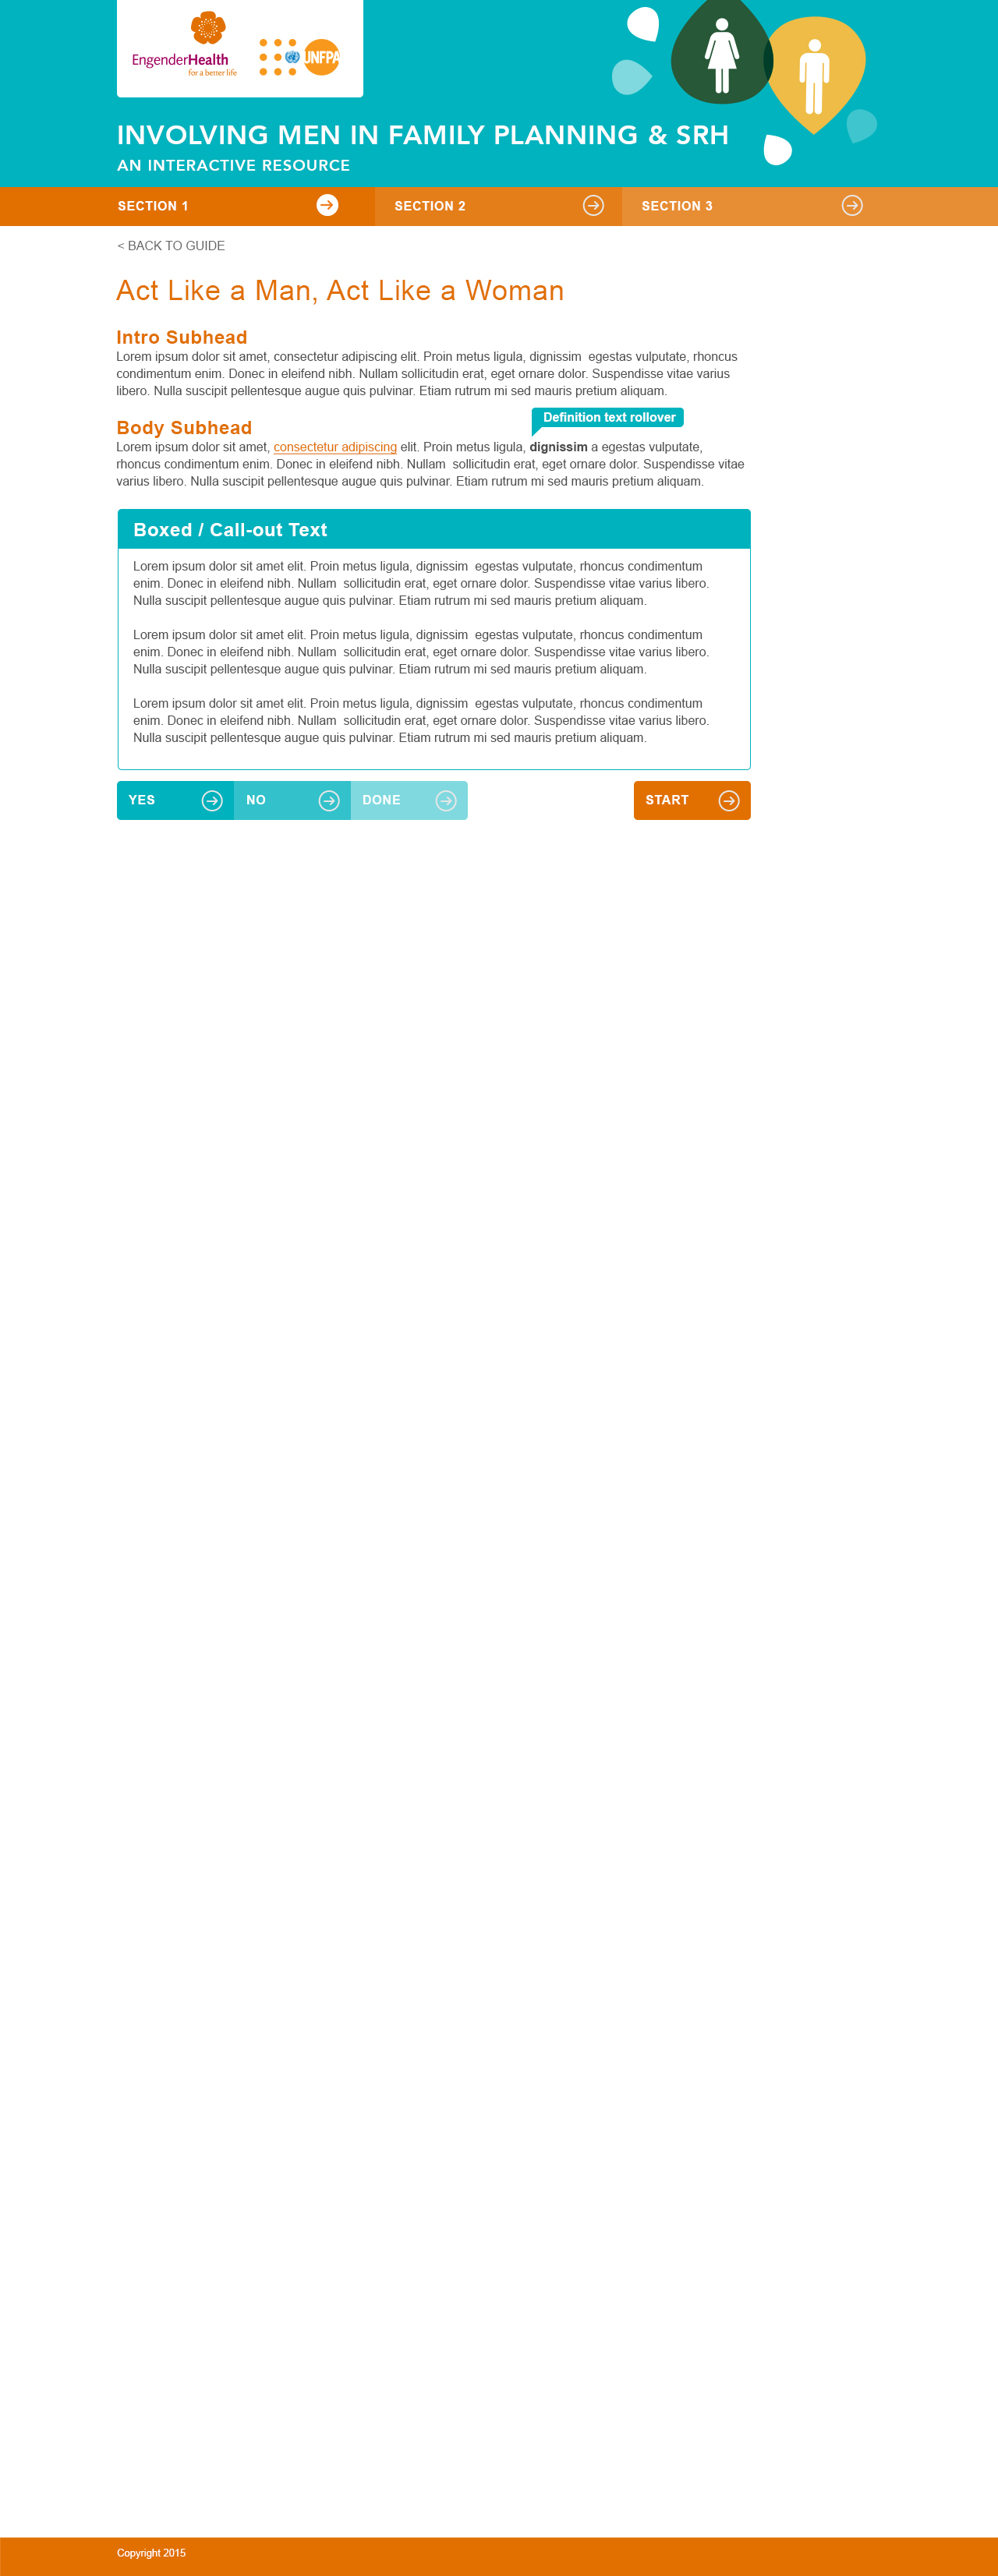 EngenderHealth
for a better life
UNFPA
INVOLVING MEN IN FAMILY PLANNING & SRH
AN INTERACTIVE RESOURCE
SECTION 1
SECTION 2
SECTION 3
< BACK TO GUIDE
Act Like a Man, Act Like a Woman
Intro Subhead
Lorem ipsum dolor sit amet, consectetur adipiscing elit. Proin metus ligula, dignissim egestas vulputate, rhoncus
condimentum enim. Donec in eleifend nibh. Nullam sollicitudin erat, eget ornare dolor. Suspendisse vitae varius
libero. Nulla suscipit pellentesque augue quis pulvinar. Etiam rutrum mi sed mauris pretium aliquam.
Definition text rollover
Body Subhead
Lorem ipsum dolor sit amet, consectetur adipiscing elit. Proin metus ligula, dignissim a egestas vulputate,
rhoncus condimentum enim. Donec in eleifend nibh. Nullam sollicitudin erat, eget ornare dolor. Suspendisse vitae
varius libero. Nulla suscipit pellentesque augue quis pulvinar. Etiam rutrum mi sed mauris pretium aliquam.
Boxed / Call-out Text
Lorem ipsum dolor sit amet elit. Proin metus ligula, dignissim egestas vulputate, rhoncus condimentum
enim. Donec in eleifend nibh. Nullam sollicitudin erat, eget ornare dolor. Suspendisse vitae varius libero.
Nulla suscipit pellentesque augue quis pulvinar. Etiam rutrum mi sed mauris pretium aliquam.
Lorem ipsum dolor sit amet elit. Proin metus ligula, dignissim egestas vulputate, rhoncus condimentum
enim. Donec in eleifend nibh. Nullam sollicitudin erat, eget ornare dolor. Suspendisse vitae varius libero.
Nulla suscipit pellentesque augue quis pulvinar. Etiam rutrum mi sed mauris pretium aliquam.
Lorem ipsum dolor sit amet elit. Proin metus ligula, dignissim egestas vulputate, rhoncus condimentum
enim. Donec in eleifend nibh. Nullam sollicitudin erat, eget ornare dolor. Suspendisse vitae varius libero.
Nulla suscipit pellentesque augue quis pulvinar. Etiam rutrum mi sed mauris pretium aliquam.
YES
NO
DONE
START
Copyright 2015